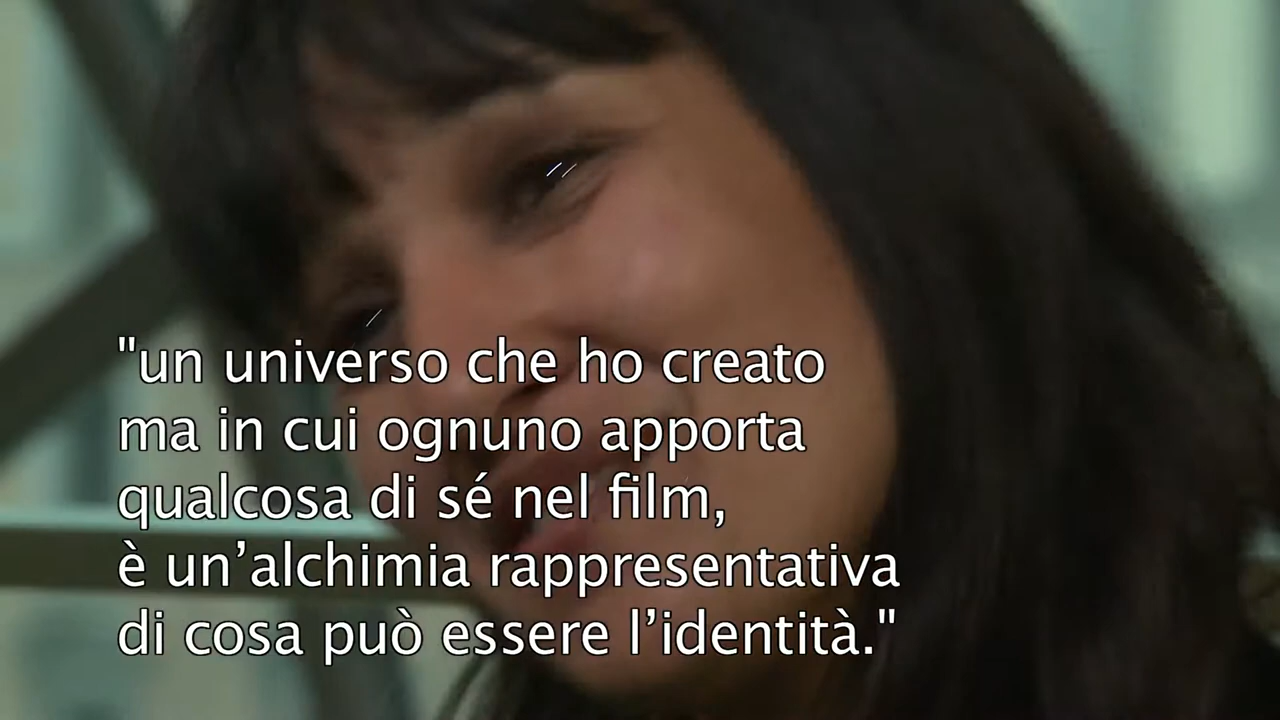 "un universo che ho creato
ma in cui ognuno apporta
qualcosa di sé nel film,
è un’alchimia rappresentativa
di cosa può essere l’identità."